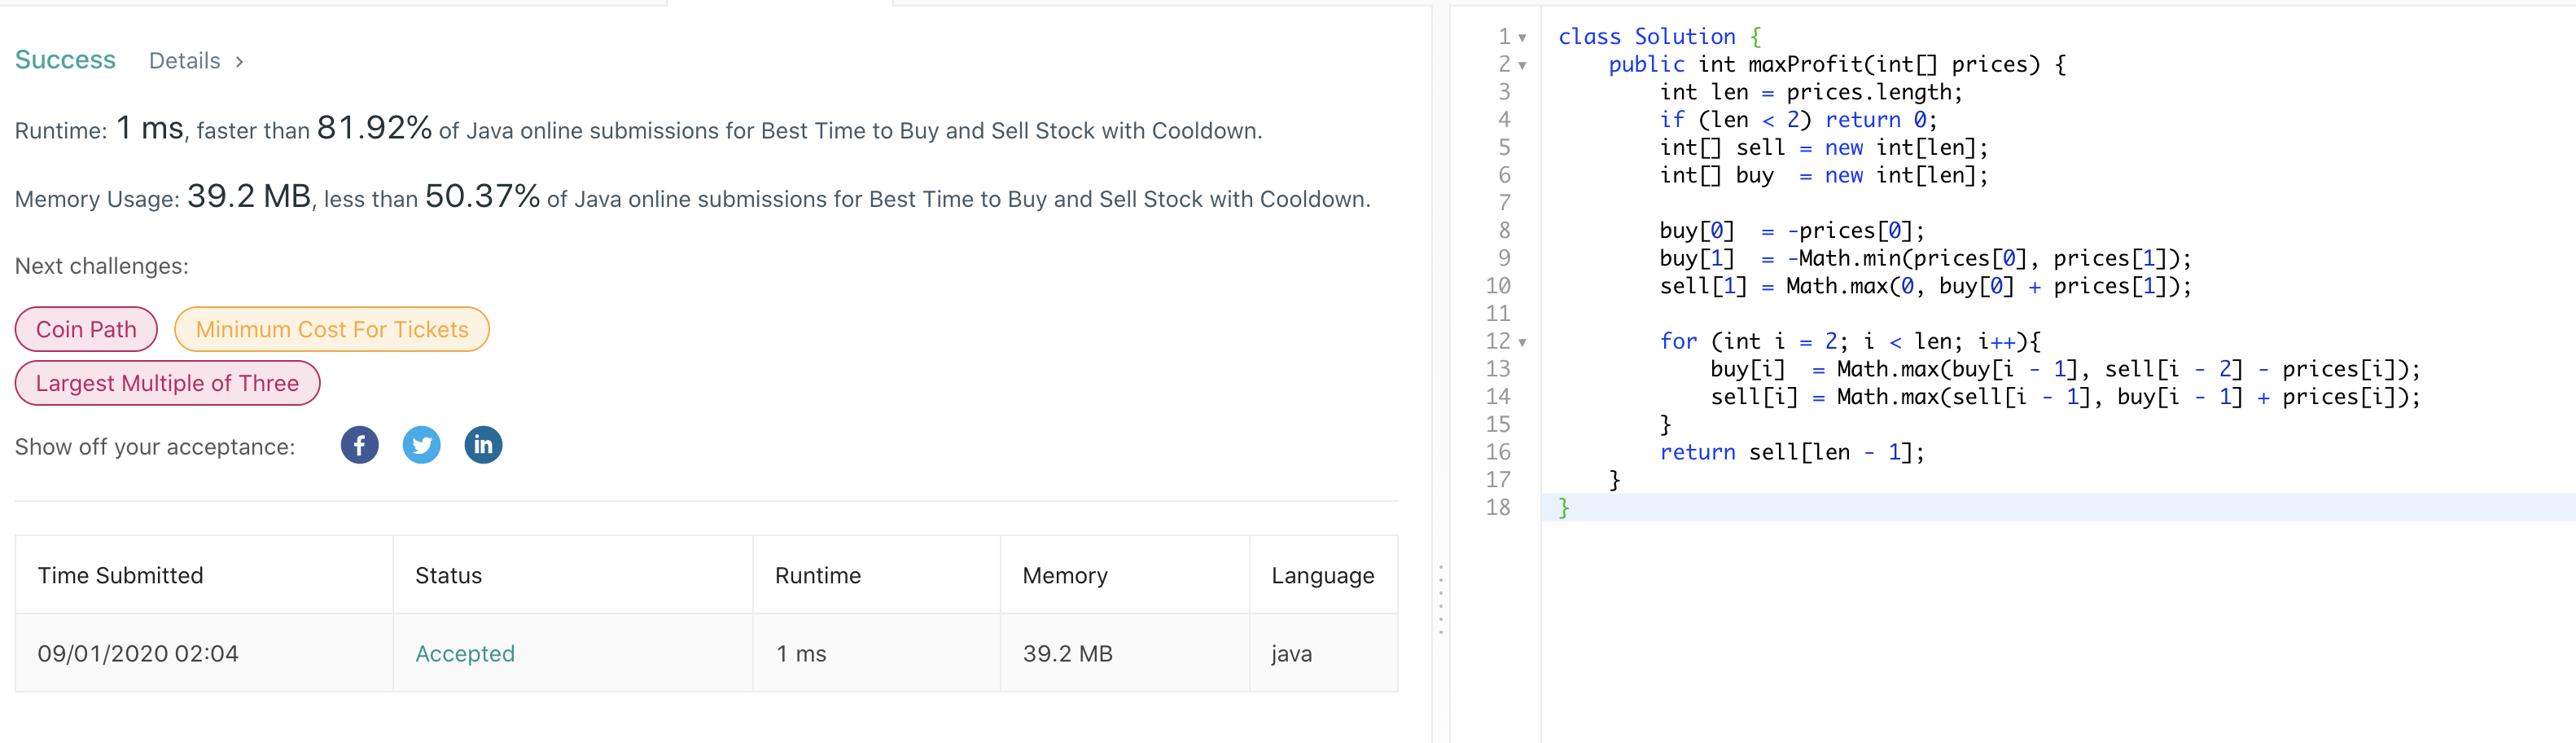 Success Details >
Runtime: 1 ms, faster than 81.92% of Java online submissions for Best Time to Buy and Sell Stock with Cooldown.
Memory Usage: 39.2 MB, less than 50.37% of Java online submissions for Best Time to Buy and Sell Stock with Cooldown.
Next challenges:
Coin Path Minimum Cost For Tickets
Largest Multiple of Three
Show off your acceptance: f in
Time Submitted Status Runtime Memory Language
09/01/2020 02:04 Accepted 1 ms 39.2 MB java
1 class Solution {
2     public int maxProfit(int[] prices) {
3         int len = prices.length;
4         if (len < 2) return 0;
5         int[] sell = new int[len];
6         int[] buy  = new int[len];
7
8         buy[0]  = -prices[0];
9         buy[1]  = -Math.min(prices[0], prices[1]);
10         sell[1] = Math.max(0, buy[0] + prices[1]);
11
12         for (int i = 2; i < len; i++){
13             buy[i]  = Math.max(buy[i - 1], sell[i - 2] - prices[i]);
14             sell[i] = Math.max(sell[i - 1], buy[i - 1] + prices[i]);
15         }
16         return sell[len - 1];
17     }
18 }